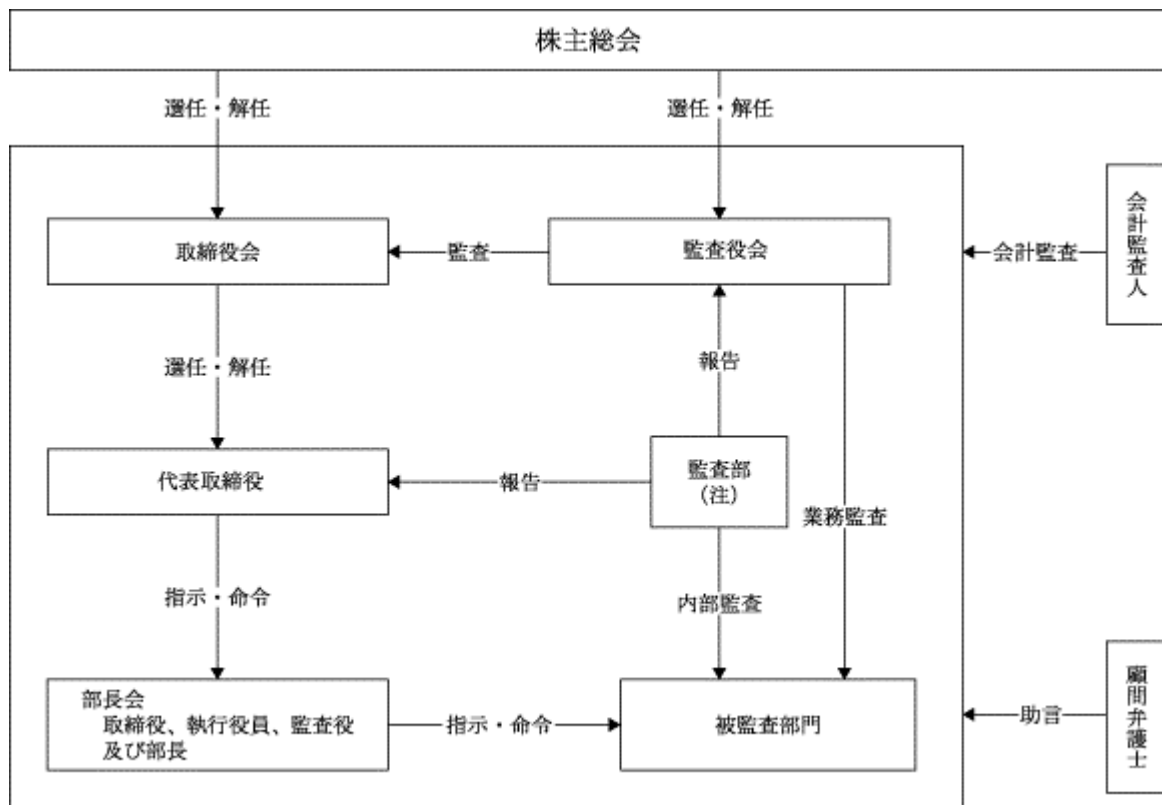 株主総会
選任・解任
選任・解任
取締役会
監査
監査役会
会計監査
会計監査人
選任・解任
報告
代表取締役
報告
監査部
(注)
業務監査
指示・命令
内部監査
部長会
取締役、執行役員、監査役
及び部長
指示・命令
被監査部門
助言
顧問弁護士